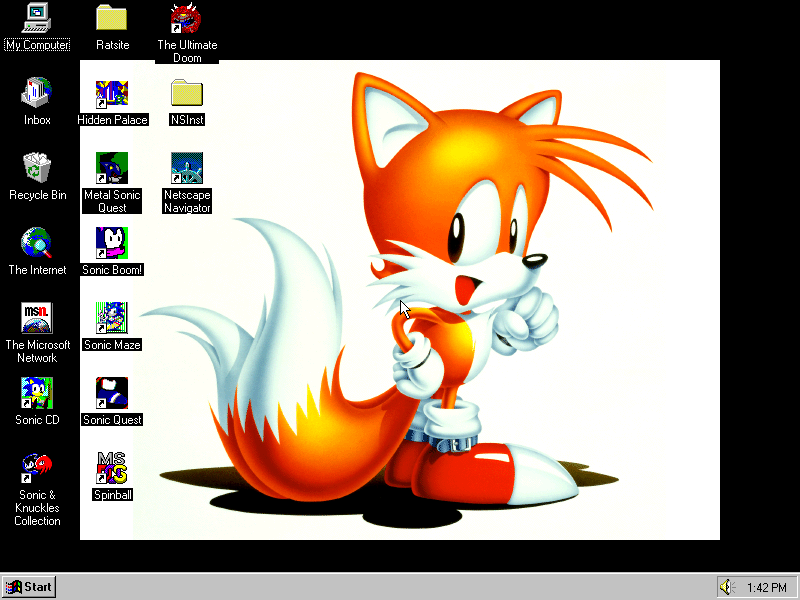 My Computer
Ratsite
The Ultimate
Doom
Inbox
Hidden Palace
NSInst
Recycle Bin
Metal Sonic
Quest
Netscape
Navigator
The Internet
Sonic Boom!
msn.
The Microsoft
Network
Sonic Maze
Sonic CD
Sonic Quest
Sonic &
Knuckles
Collection
MS
Spinball
Start
1:42 PM